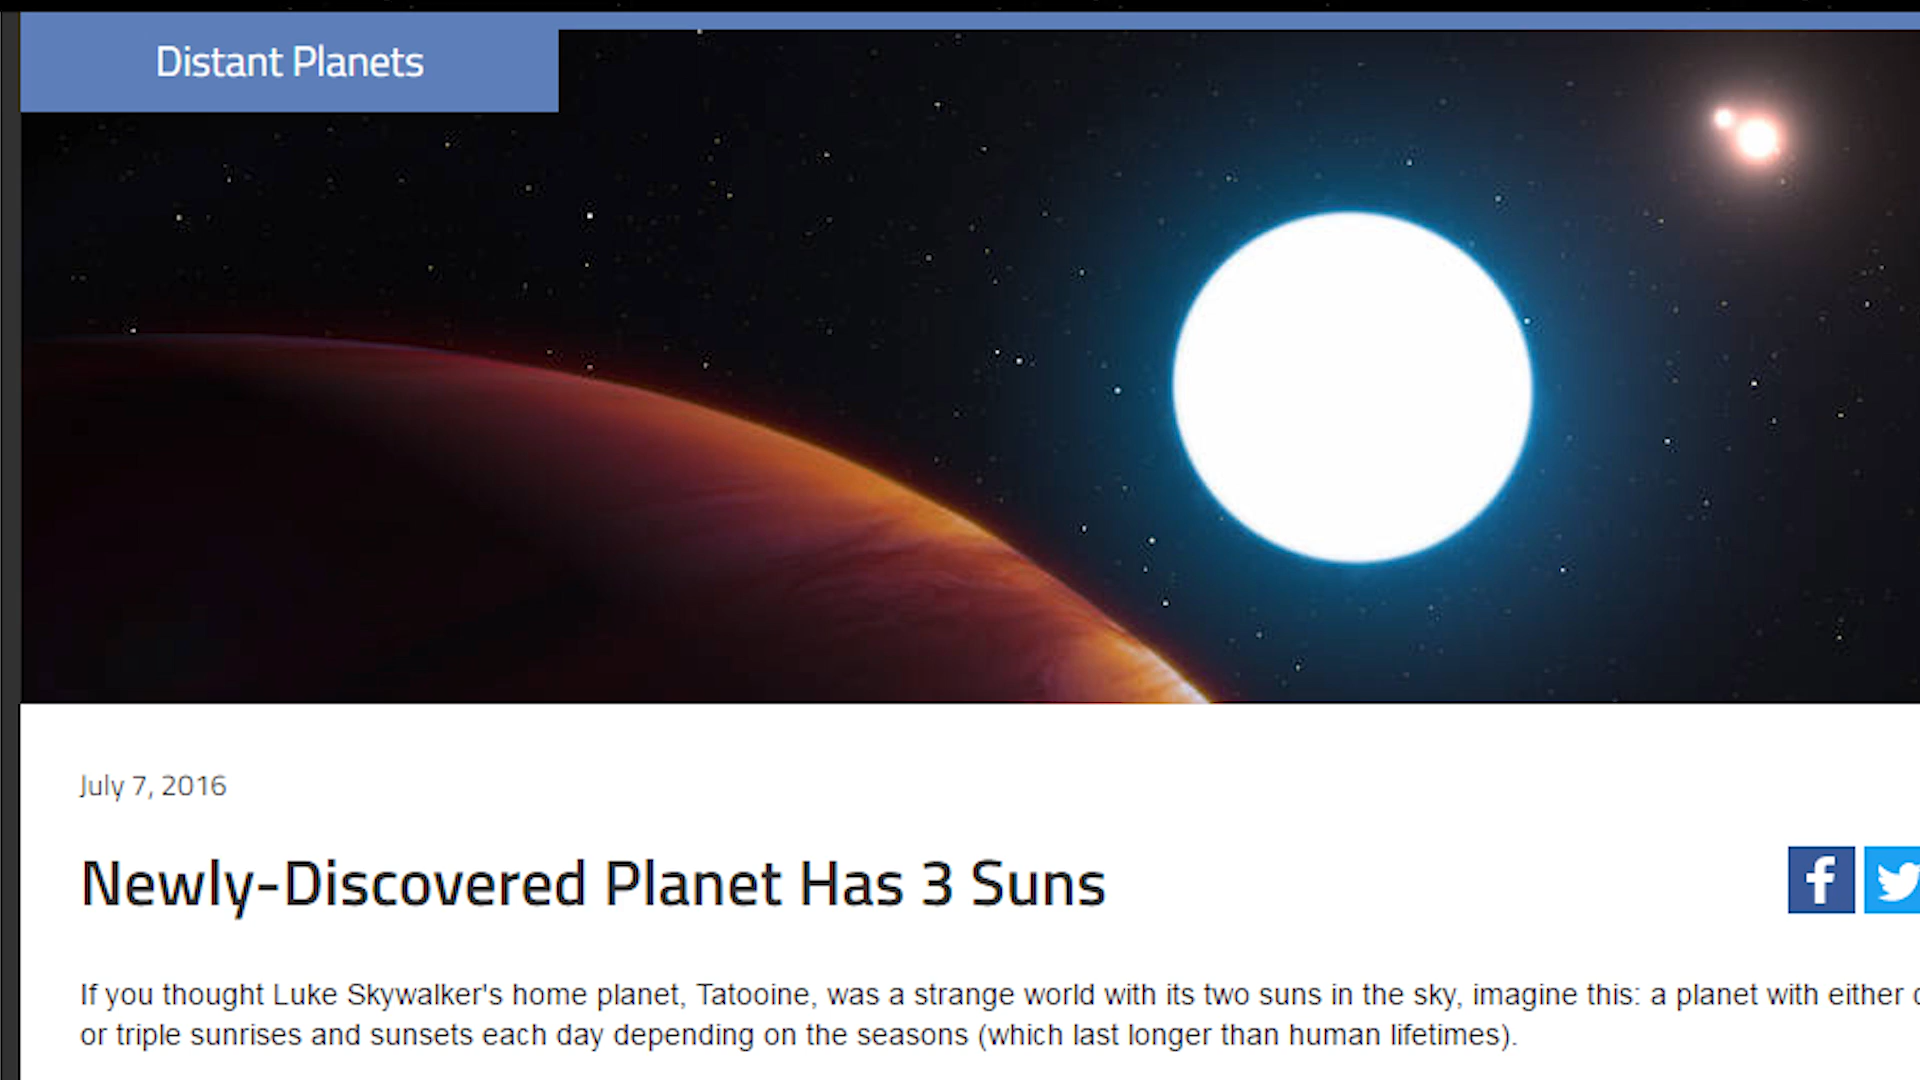 Distant Planets
July 7, 2016
Newly-Discovered Planet Has 3 Suns
If you thought Luke Skywalker's home planet, Tatooine, was a strange world with its two suns in the sky, imagine this: a planet with either
or triple sunrises and sunsets each day depending on the seasons (which last longer than human lifetimes).